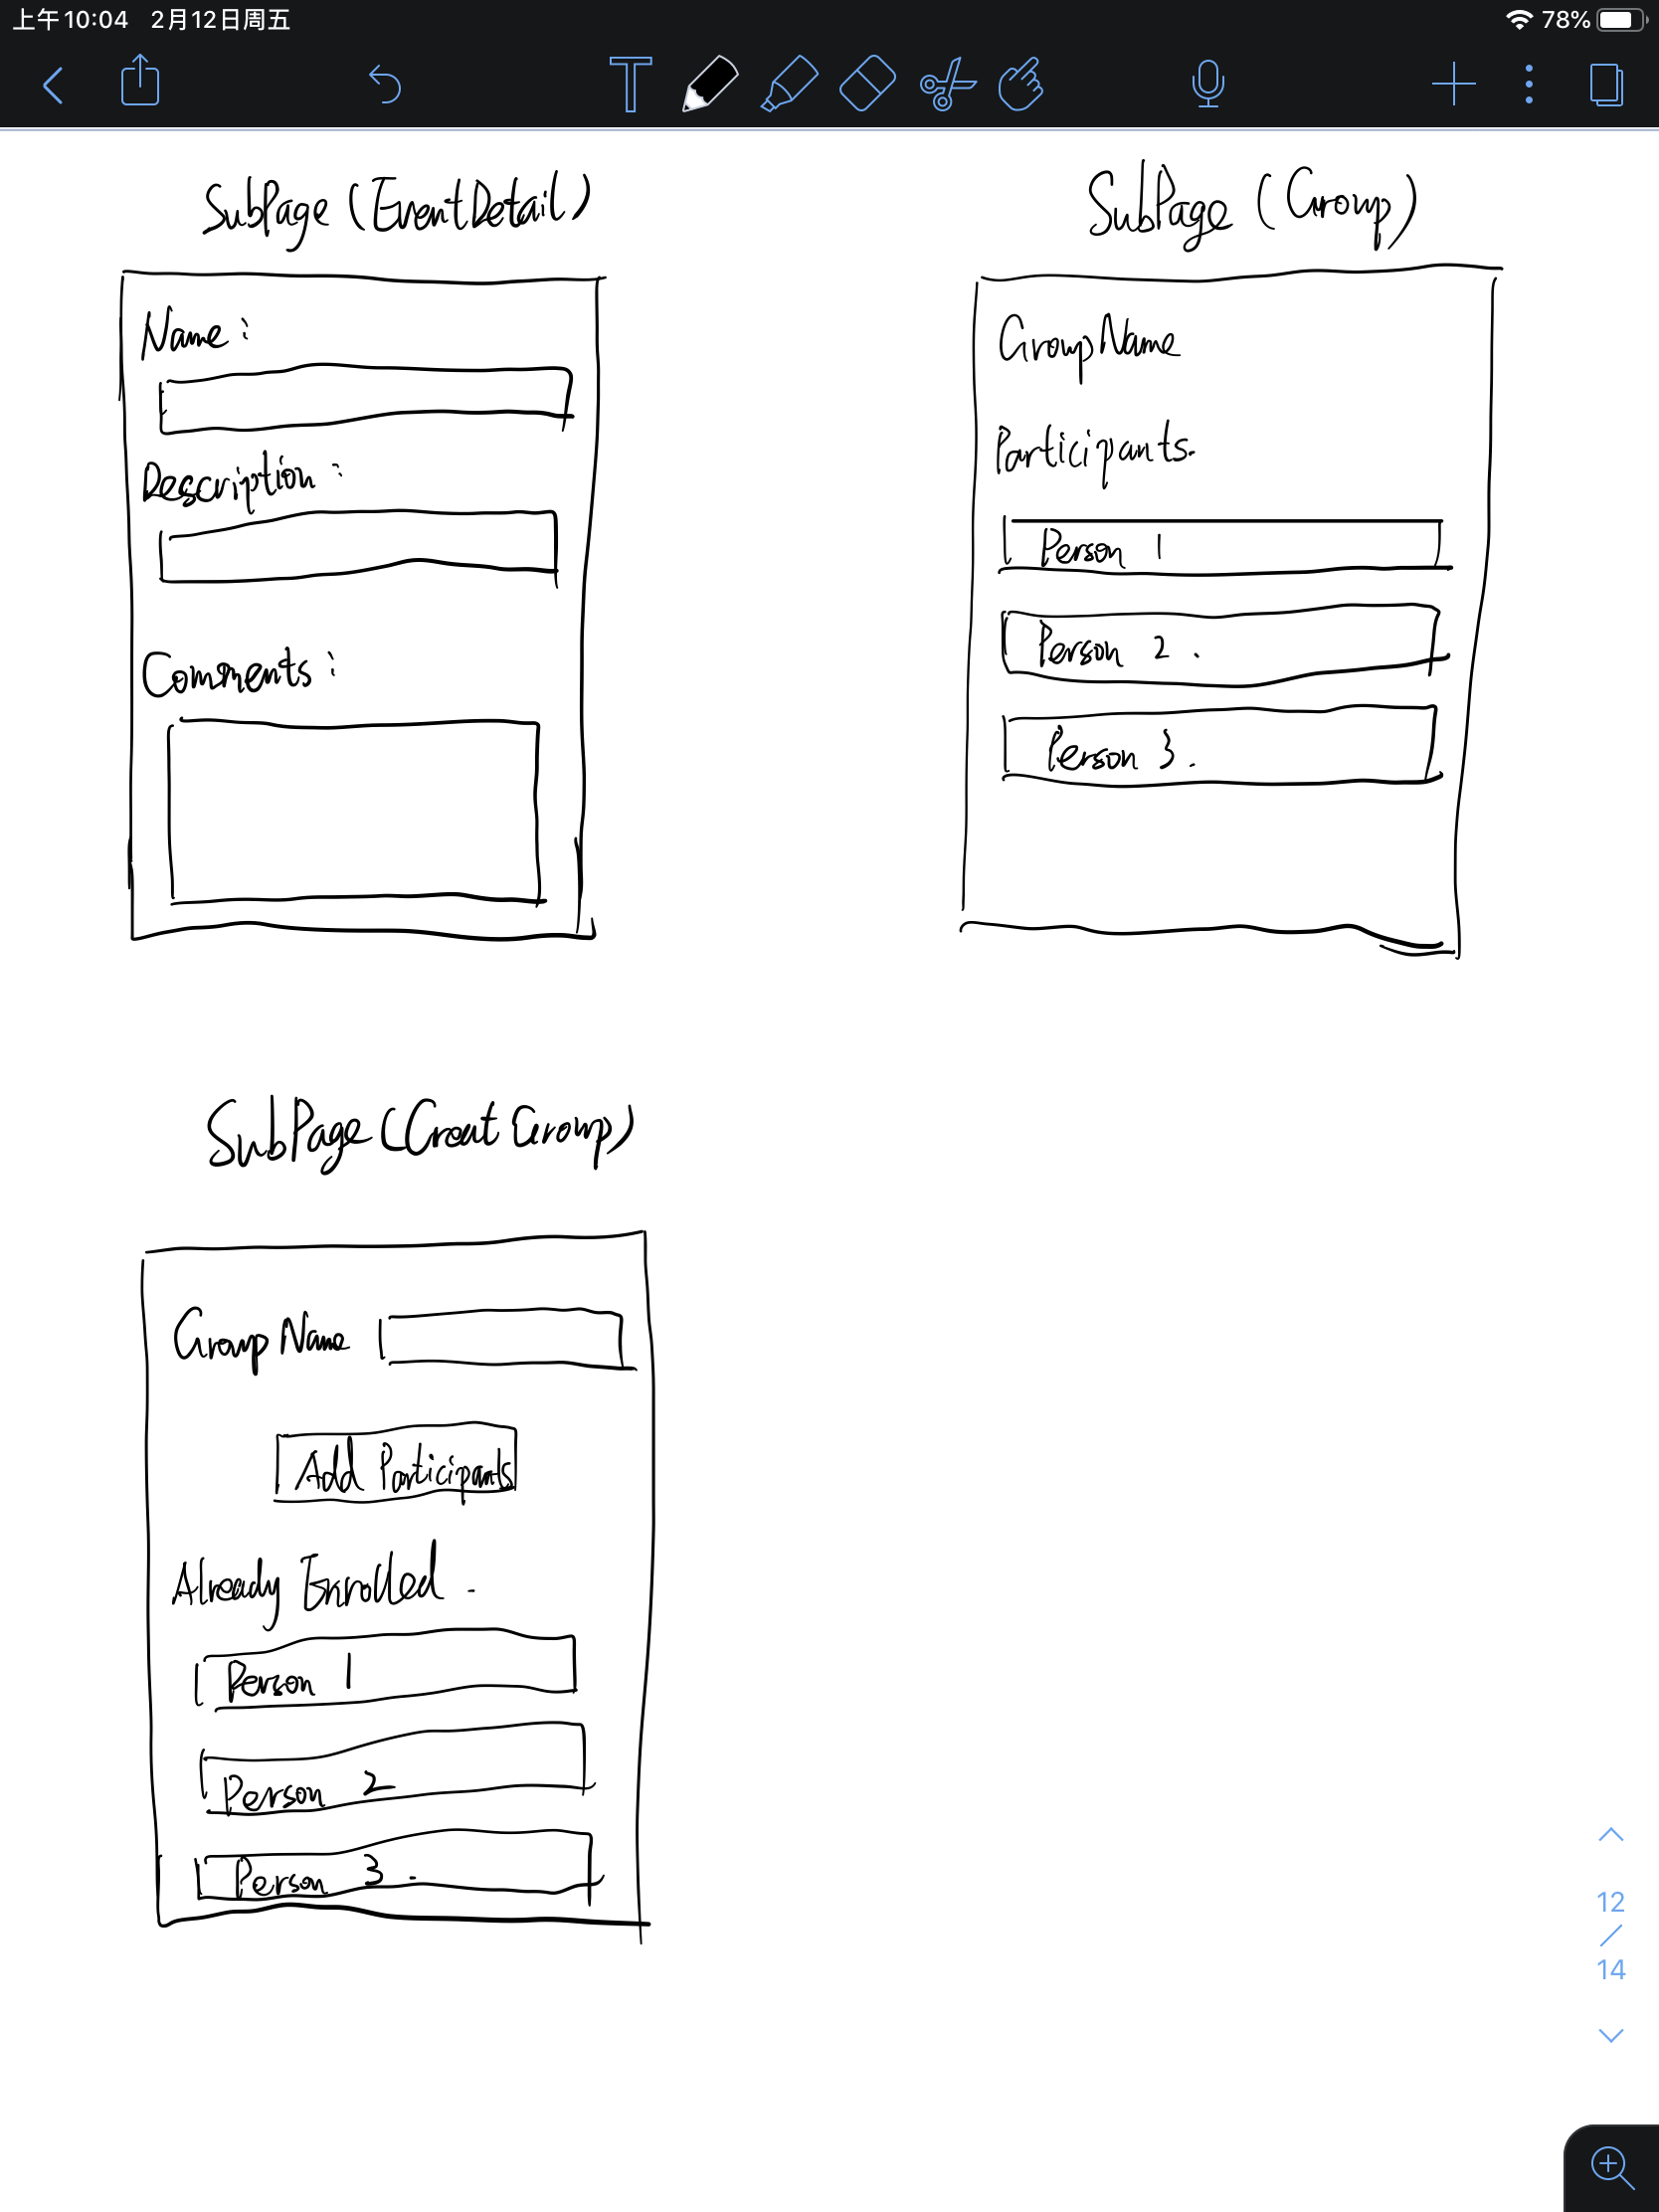 上午10:04 2月12日周五
78%
SubPage (EventDetail)
Name:
Description:
Comments:
SubPage (Group)
GroupName
Participants.
Person 1
Person 2.
Person 3.
SubPage (Creat Group)
Group Name
Add Participants
Already Enrolled.
Person 1
Person 2
Person 3.
12
/
14